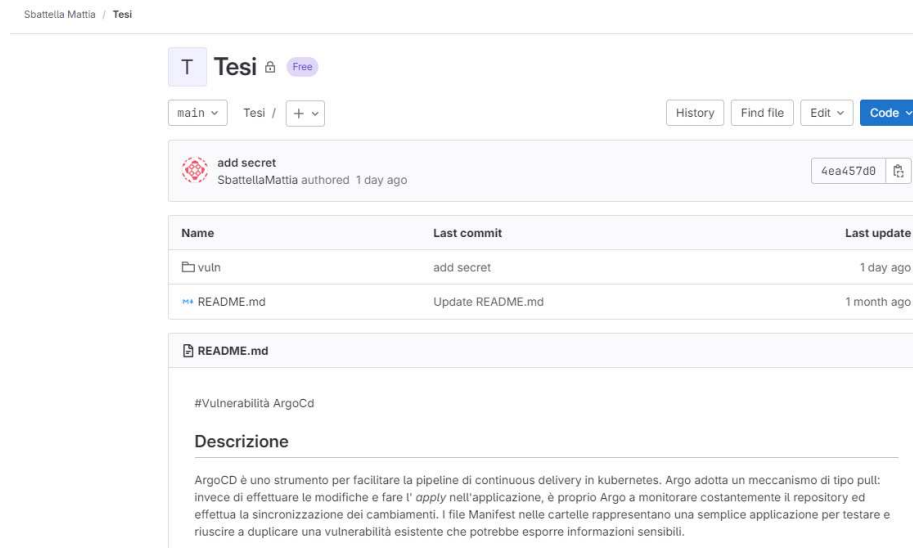 Sbattella Mattia / Tesi
T Tesi Free
main Tesi / + History Find file Edit Code
add secret
SbattellaMattia authored 1 day ago 4ea457d0
Name Last commit Last update
vuln add secret 1 day ago
README.md Update README.md 1 month ago
README.md
#Vulnerabilità ArgoCd
Descrizione
ArgoCD è uno strumento per facilitare la pipeline di continuous delivery in kubernetes. Argo adotta un meccanismo di tipo pull:
invece di effettuare le modifiche e fare l' apply nell'applicazione, è proprio Argo a monitorare costantemente il repository ed
effettua la sincronizzazione dei cambiamenti. I file Manifest nelle cartelle rappresentano una semplice applicazione per testare e
riuscire a duplicare una vulnerabilità esistente che potrebbe esporre informazioni sensibili.